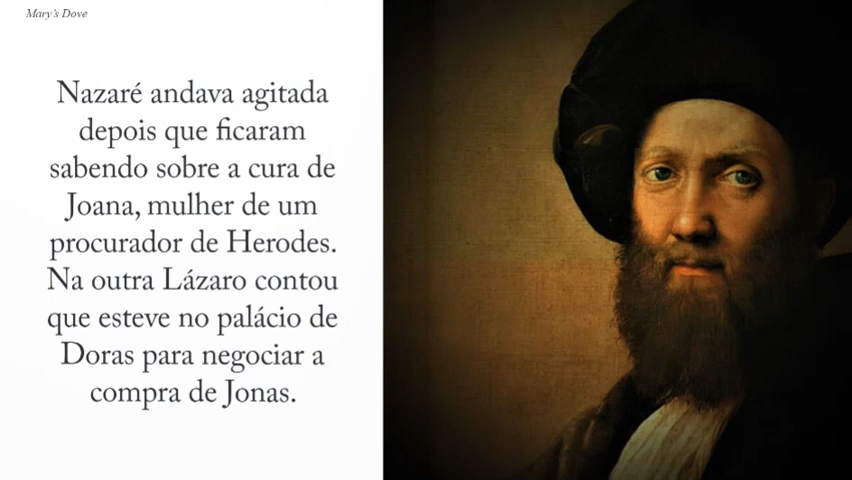 Mary's Dove
Nazaré andava agitada
depois que ficaram
sabendo sobre a cura de
Joana, mulher de um
procurador de Herodes.
Na outra Lázaro contou
que esteve no palácio de
Doras para negociar a
compra de Jonas.